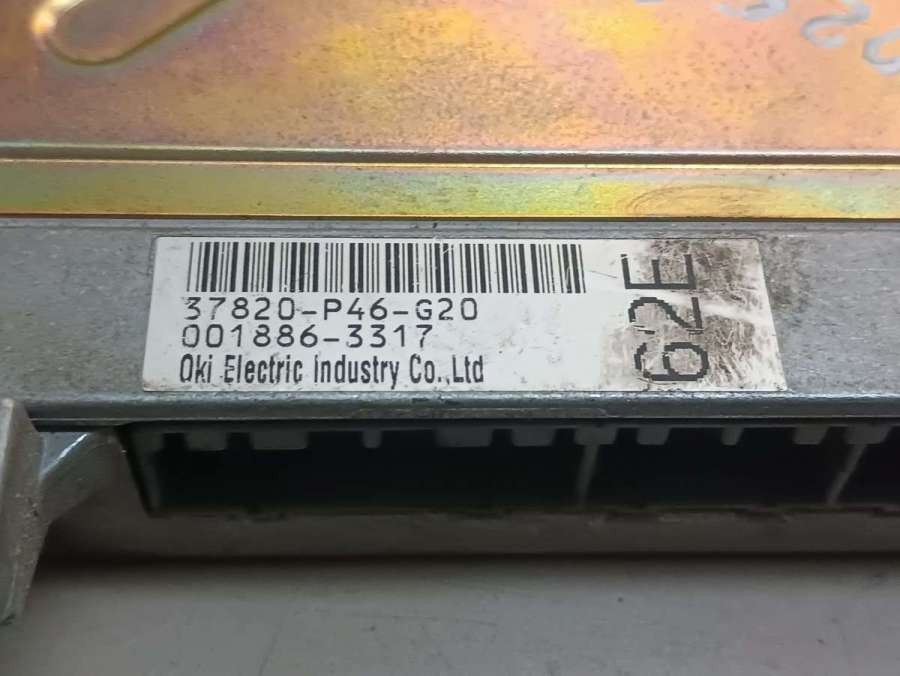 37820-P46-G20
001886-3317
Oki Electric Industry Co.,Ltd
62E